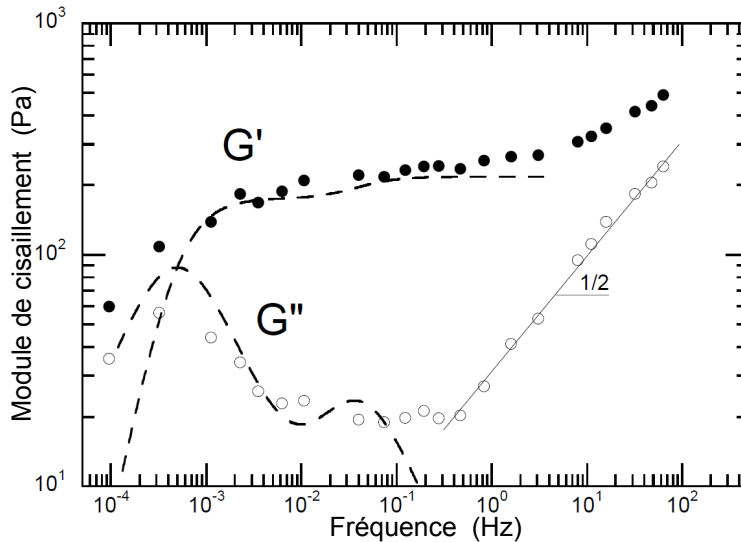 Module de cisaillement (Pa)
10³
10²
10¹
G'
G"
1/2
10⁻⁴
10⁻³
10⁻²
10⁻¹
10⁰
10¹
10²
Fréquence (Hz)